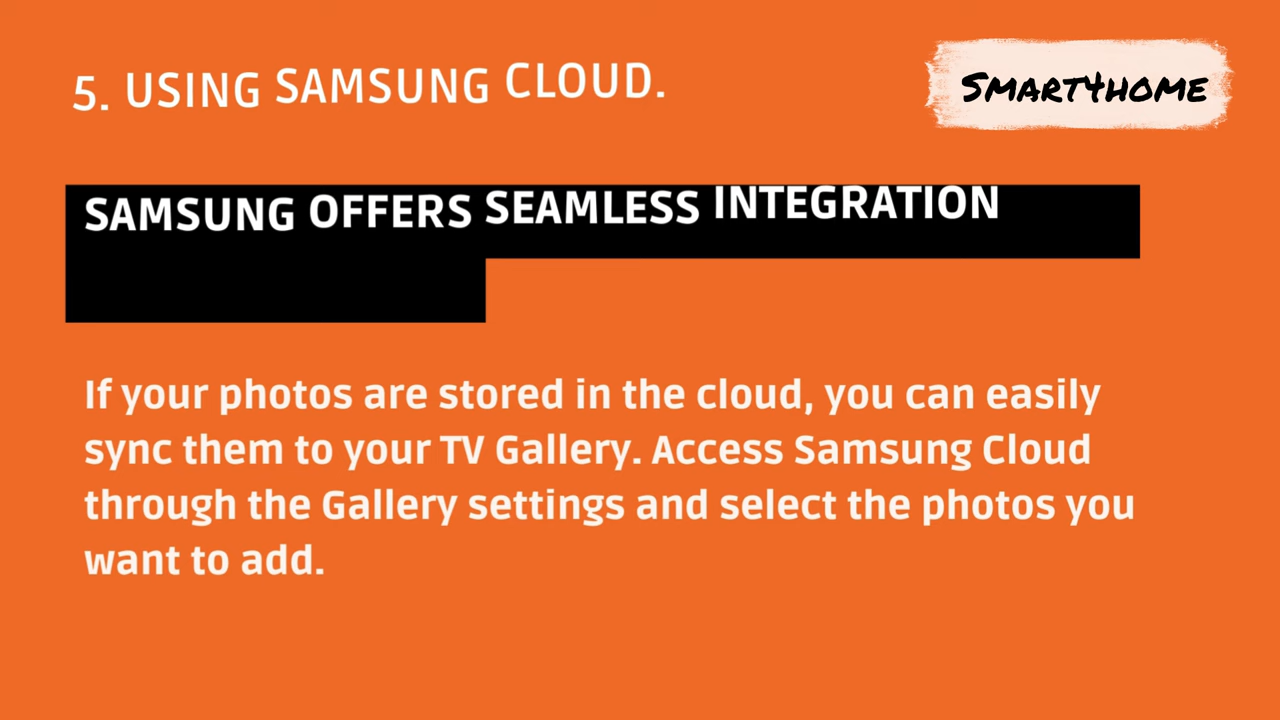 5. USING SAMSUNG CLOUD.
Smart4home
SAMSUNG OFFERS SEAMLESS INTEGRATION
If your photos are stored in the cloud, you can easily
sync them to your TV Gallery. Access Samsung Cloud
through the Gallery settings and select the photos you
want to add.